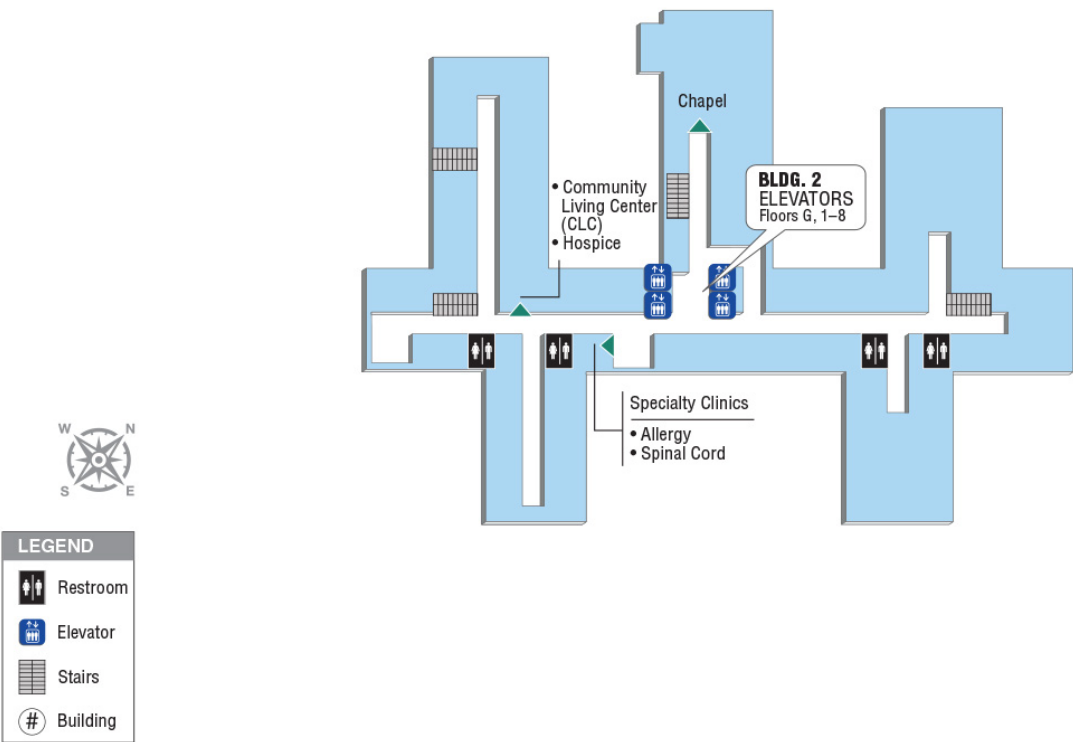 Chapel
BLDG. 2
ELEVATORS
Floors G, 1–8
• Community
Living Center
(CLC)
• Hospice
Specialty Clinics
• Allergy
• Spinal Cord
W N
S E
LEGEND
Restroom
Elevator
Stairs
# Building